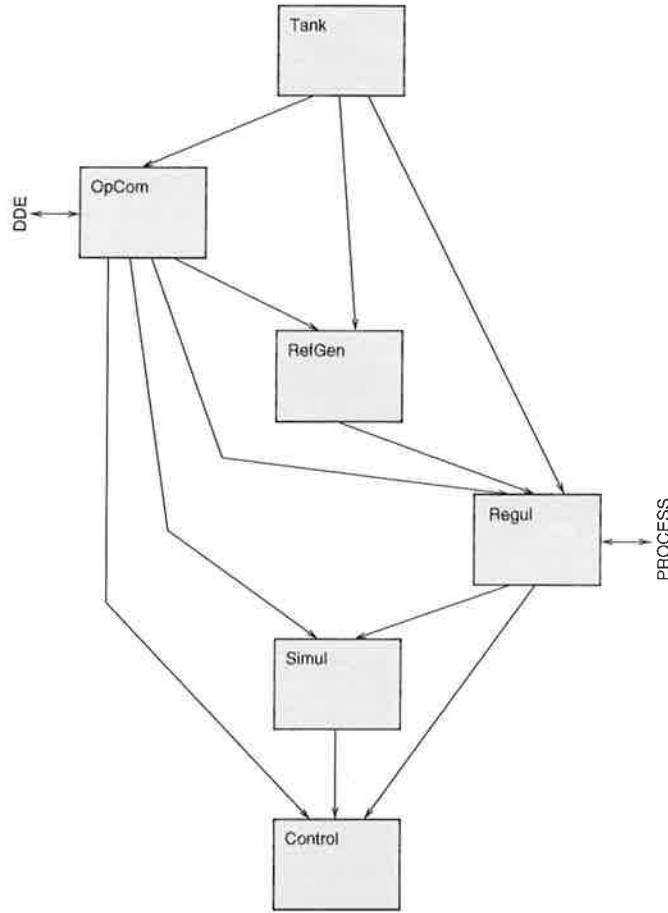 Tank
OpCom
DDE
RefGen
Regul
PROCESS
Simul
Control